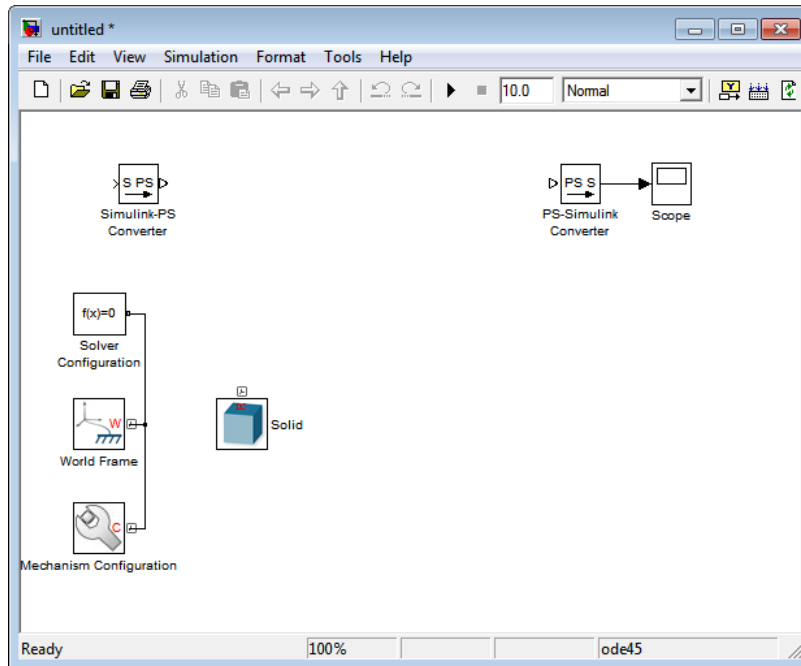 untitled *
File Edit View Simulation Format Tools Help
10.0 Normal
S PS
PS S
Simulink-PS
Converter
PS-Simulink
Converter
Scope
f(x)=0
Solver
Configuration
W
World Frame
Solid
C
Mechanism Configuration
Ready 100% ode45